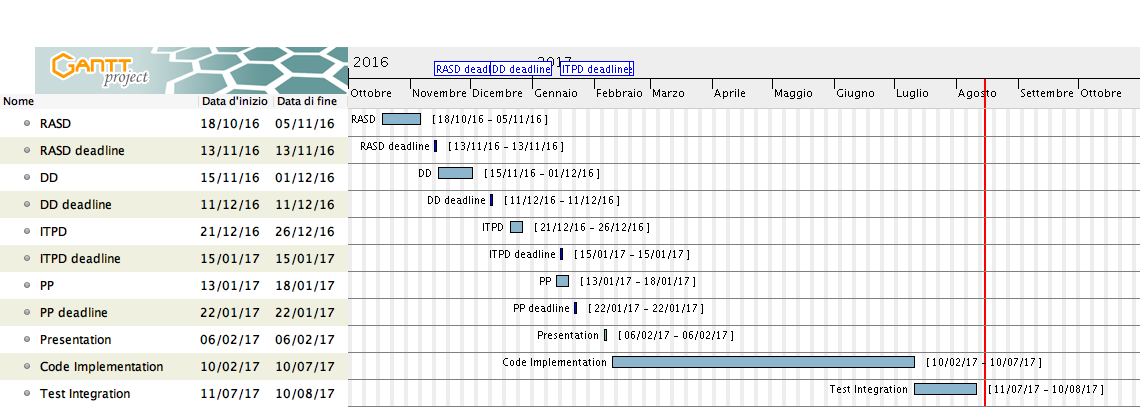 GANTT
project
2016
2017
RASD deadl
DD deadline
ITPD deadline
Ottobre Novembre Dicembre Gennaio Febbraio Marzo Aprile Maggio Giugno Luglio Agosto Settembre Ottobre
Nome Data d'inizio Data di fine
RASD 18/10/16 05/11/16 RASD [18/10/16 - 05/11/16]
RASD deadline 13/11/16 13/11/16 RASD deadline [13/11/16 - 13/11/16]
DD 15/11/16 01/12/16 DD [15/11/16 - 01/12/16]
DD deadline 11/12/16 11/12/16 DD deadline [11/12/16 - 11/12/16]
ITPD 21/12/16 26/12/16 ITPD [21/12/16 - 26/12/16]
ITPD deadline 15/01/17 15/01/17 ITPD deadline [15/01/17 - 15/01/17]
PP 13/01/17 18/01/17 PP [13/01/17 - 18/01/17]
PP deadline 22/01/17 22/01/17 PP deadline [22/01/17 - 22/01/17]
Presentation 06/02/17 06/02/17 Presentation [06/02/17 - 06/02/17]
Code Implementation 10/02/17 10/07/17 Code Implementation [10/02/17 - 10/07/17]
Test Integration 11/07/17 10/08/17 Test Integration [11/07/17 - 10/08/17]